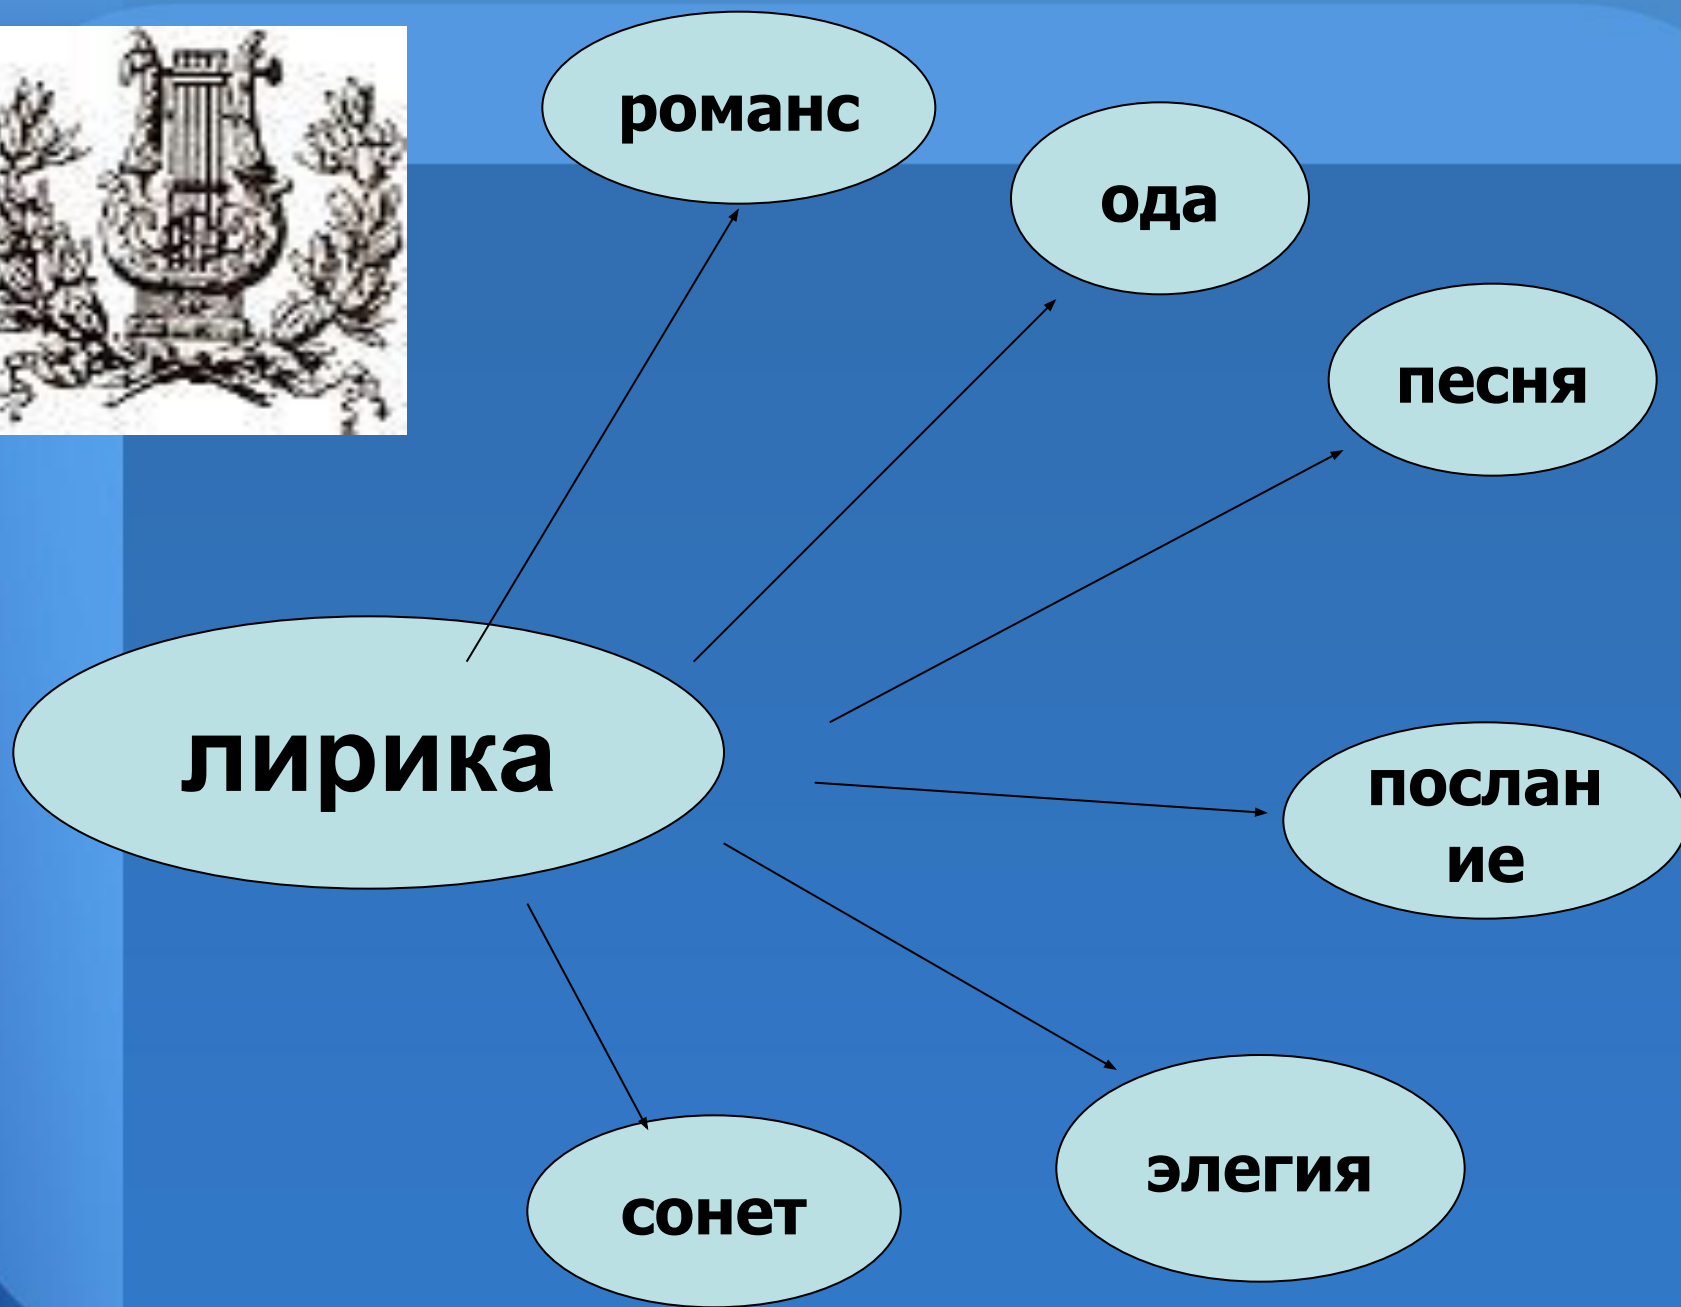 романс
ода
песня
лирика
послан
ие
элегия
сонет